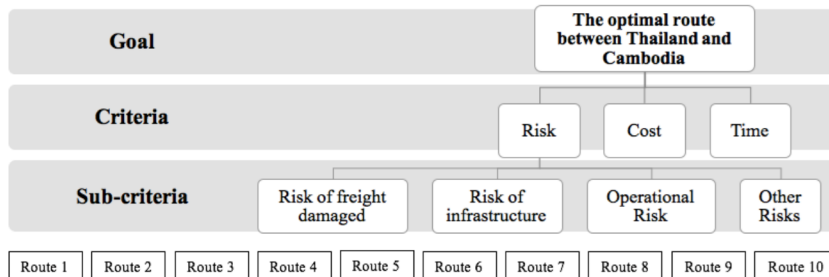 Goal
The optimal route
between Thailand and
Cambodia
Criteria
Risk
Cost
Time
Sub-criteria
Risk of freight
damaged
Risk of
infrastructure
Operational
Risk
Other
Risks
Route 1
Route 2
Route 3
Route 4
Route 5
Route 6
Route 7
Route 8
Route 9
Route 10